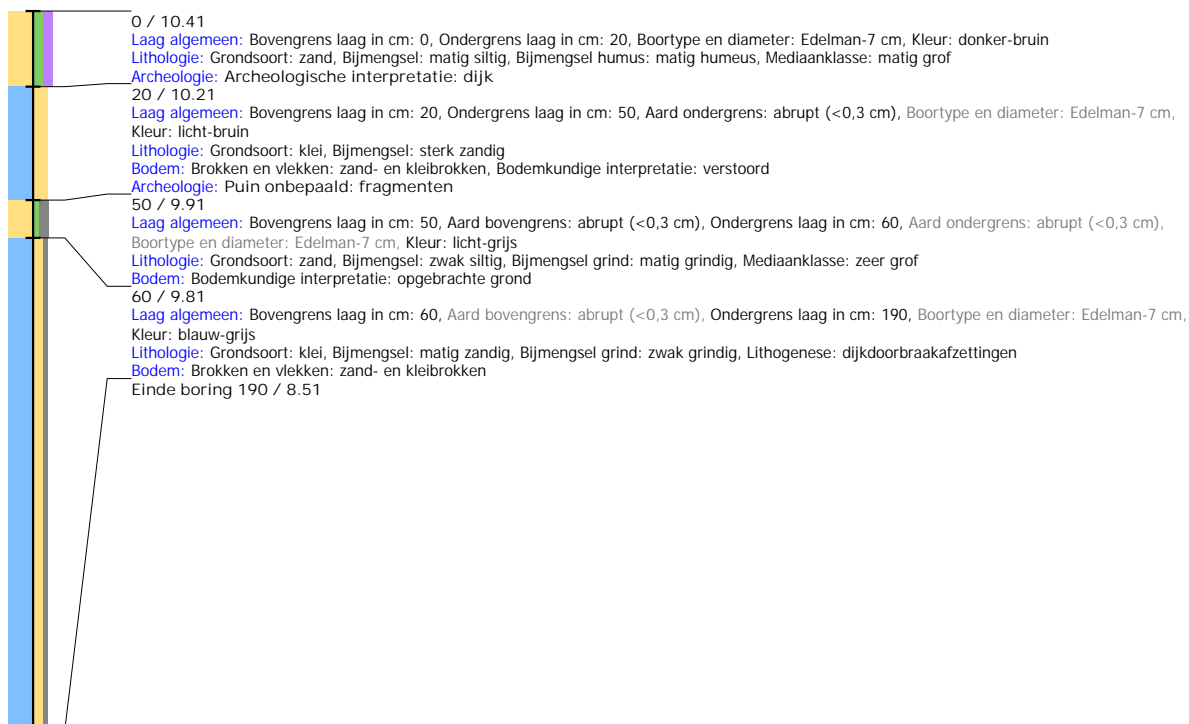 0 / 10.41
Laag algemeen: Bovengrens laag in cm: 0, Ondergrens laag in cm: 20, Boortype en diameter: Edelman-7 cm, Kleur: donker-bruin
Lithologie: Grondsoort: zand, Bijmengsel: matig siltig, Bijmengsel humus: matig humeus, Mediaanklasse: matig grof
Archeologie: Archeologische interpretatie: dijk
20 / 10.21
Laag algemeen: Bovengrens laag in cm: 20, Ondergrens laag in cm: 50, Aard ondergrens: abrupt (<0,3 cm), Boortype en diameter: Edelman-7 cm,
Kleur: licht-bruin
Lithologie: Grondsoort: klei, Bijmengsel: sterk zandig
Bodem: Brokken en vlekken: zand- en kleibrokken, Bodemkundige interpretatie: verstoord
Archeologie: Puin onbepaald: fragmenten
50 / 9.91
Laag algemeen: Bovengrens laag in cm: 50, Aard bovengrens: abrupt (<0,3 cm), Ondergrens laag in cm: 60, Aard ondergrens: abrupt (<0,3 cm),
Boortype en diameter: Edelman-7 cm, Kleur: licht-grijs
Lithologie: Grondsoort: zand, Bijmengsel: zwak siltig, Bijmengsel grind: matig grindig, Mediaanklasse: zeer grof
Bodem: Bodemkundige interpretatie: opgebrachte grond
60 / 9.81
Laag algemeen: Bovengrens laag in cm: 60, Aard bovengrens: abrupt (<0,3 cm), Ondergrens laag in cm: 190, Boortype en diameter: Edelman-7 cm,
Kleur: blauw-grijs
Lithologie: Grondsoort: klei, Bijmengsel: matig zandig, Bijmengsel grind: zwak grindig, Lithogenese: dijkdoorbraakafzettingen
Bodem: Brokken en vlekken: zand- en kleibrokken
Einde boring 190 / 8.51